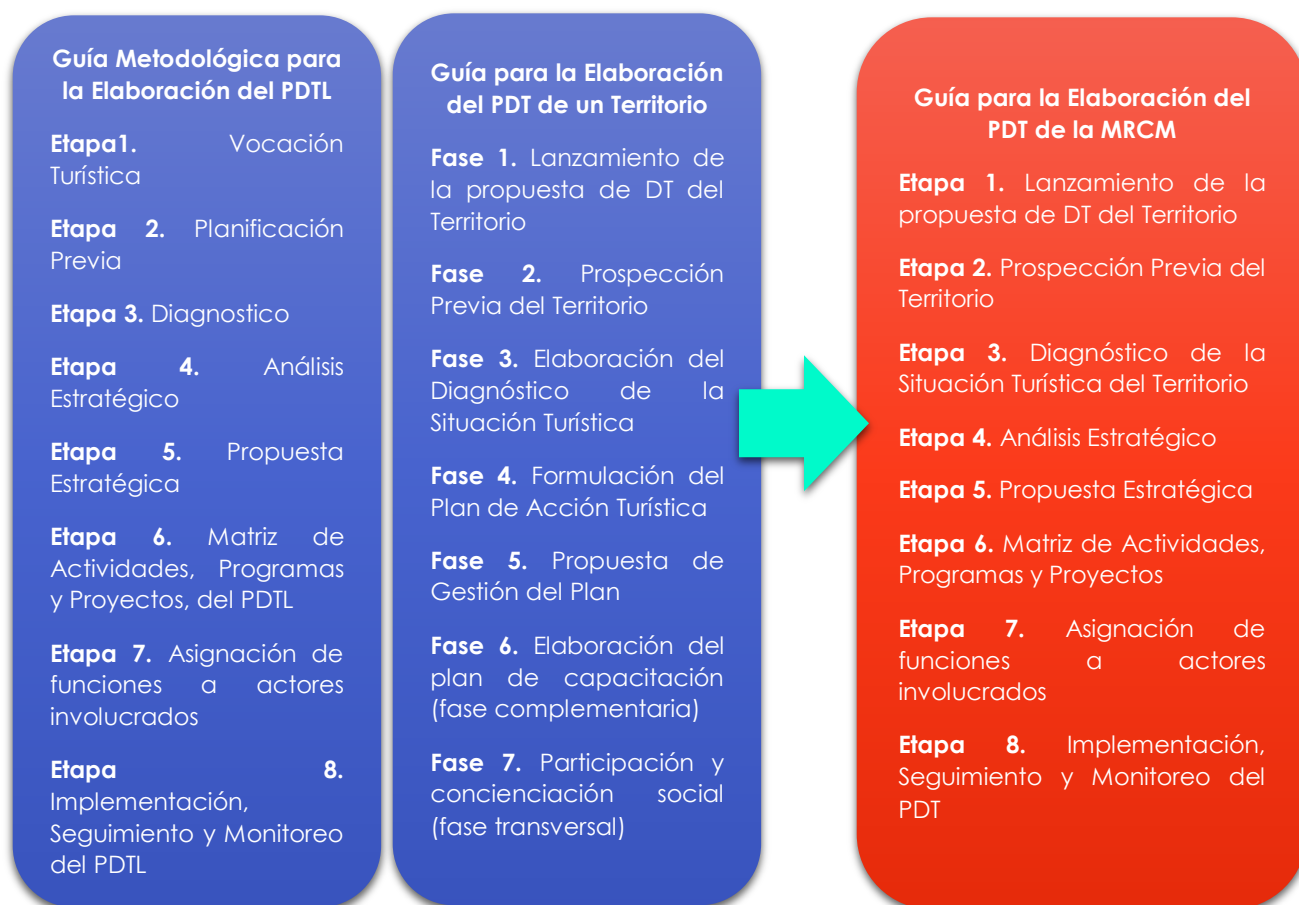 Guía Metodológica para
la Elaboración del PDTL
Etapa1. Vocación
Turística
Etapa 2. Planificación
Previa
Etapa 3. Diagnostico
Etapa 4. Análisis
Estratégico
Etapa 5. Propuesta
Estratégica
Etapa 6. Matriz de
Actividades, Programas
y Proyectos, del PDTL
Etapa 7. Asignación de
funciones a actores
involucrados
Etapa 8.
Implementación,
Seguimiento y Monitoreo
del PDTL
Guía para la Elaboración
del PDT de un Territorio
Fase 1. Lanzamiento de
la propuesta de DT del
Territorio
Fase 2. Prospección
Previa del Territorio
Fase 3. Elaboración del
Diagnóstico de la
Situación Turística
Fase 4. Formulación del
Plan de Acción Turística
Fase 5. Propuesta de
Gestión del Plan
Fase 6. Elaboración del
plan de capacitación
(fase complementaria)
Fase 7. Participación y
concienciación social
(fase transversal)
Guía para la Elaboración del
PDT de la MRCM
Etapa 1. Lanzamiento de la
propuesta de DT del Territorio
Etapa 2. Prospección Previa del
Territorio
Etapa 3. Diagnóstico de la
Situación Turística del Territorio
Etapa 4. Análisis Estratégico
Etapa 5. Propuesta Estratégica
Etapa 6. Matriz de Actividades,
Programas y Proyectos
Etapa 7. Asignación de
funciones a actores
involucrados
Etapa 8. Implementación,
Seguimiento y Monitoreo del
PDT